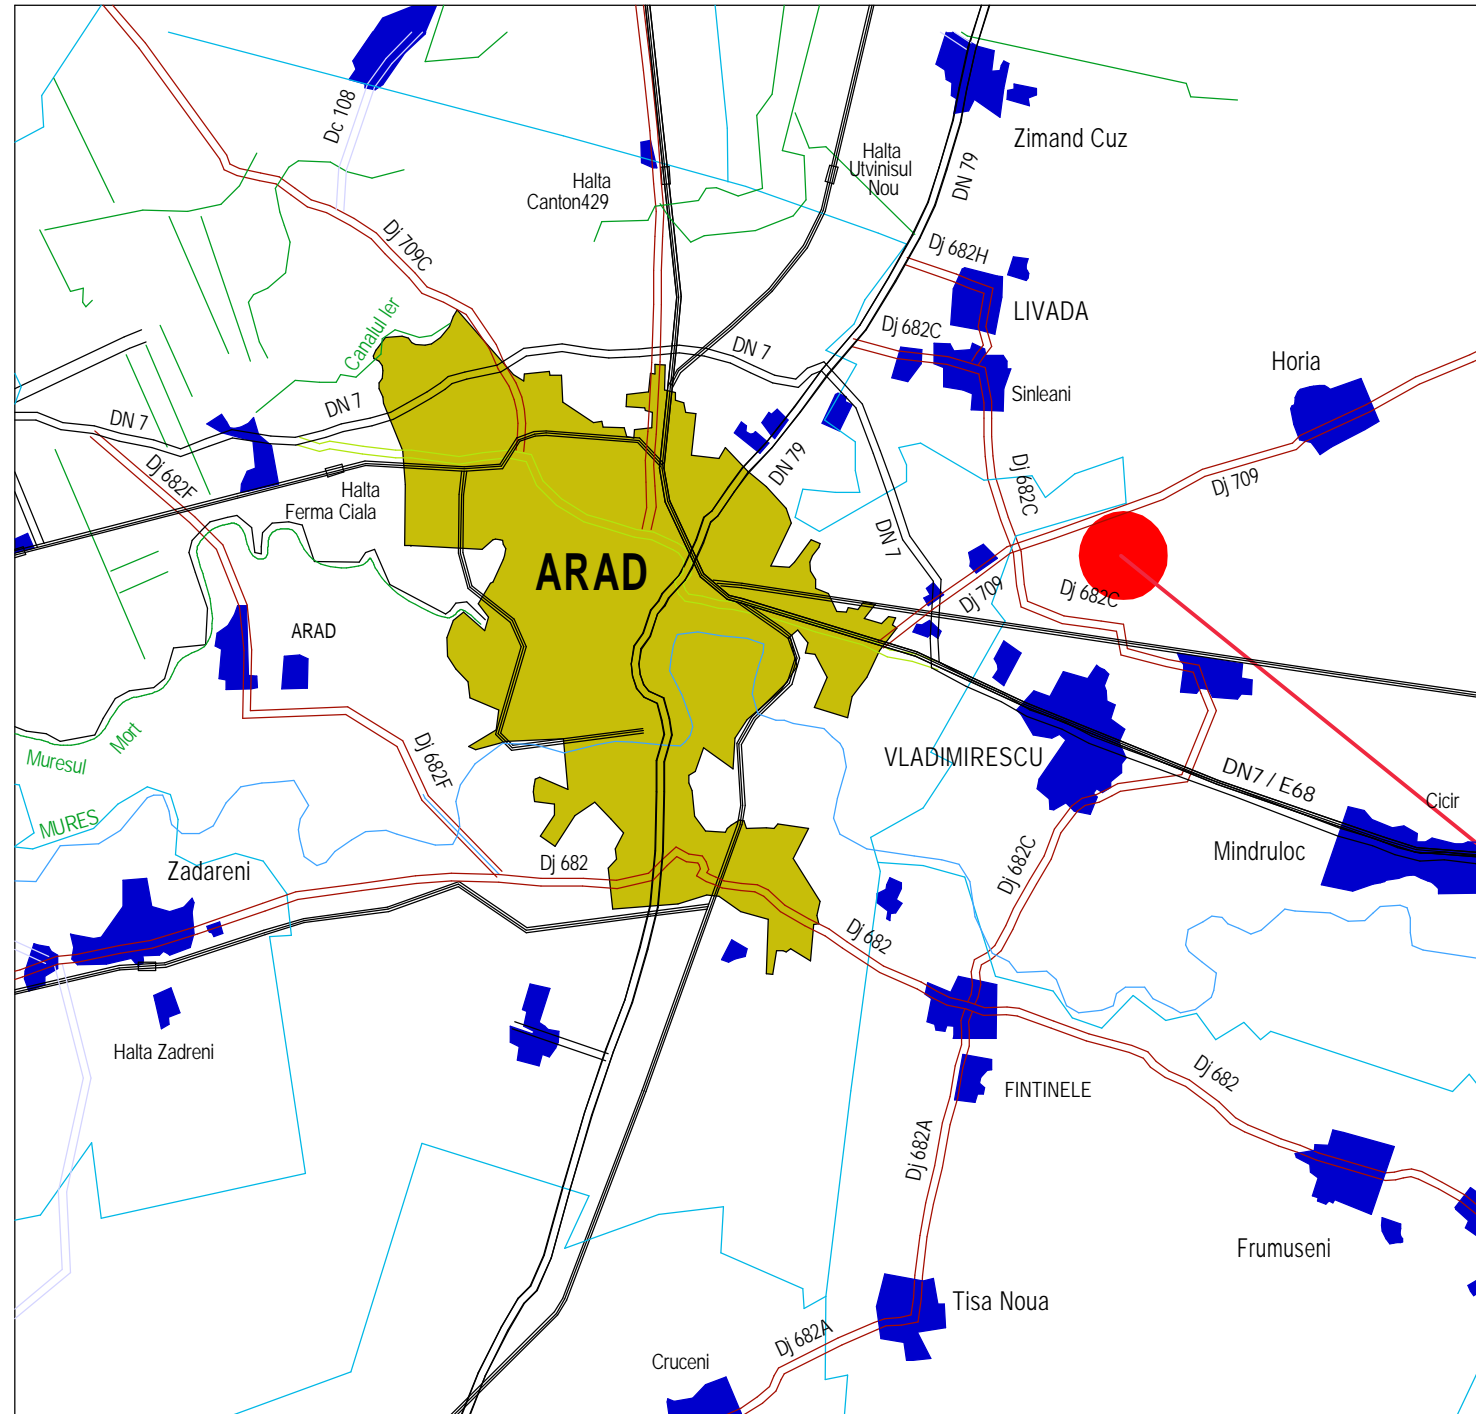 Dc 108
Zimand Cuz
Halta
Utvinisul
Nou
DN 79
Halta
Canton429
Dj 709C
Dj 682H
LIVADA
Canalul Ier
Dj 682C
DN 7
Horia
Sinleani
DN 7
DN 7
DN 79
Dj 682F
Dj 682C
Dj 709
Halta
Ferma Ciala
DN 7
ARAD
Dj 709
Dj 682C
ARAD
Mort
Muresul
Dj 682F
VLADIMIRESCU
DN7 / E68
Cicir
MURES
Mindruloc
Zadareni
Dj 682
Dj 682C
Dj 682
Halta Zadreni
Dj 682
FINTINELE
Dj 682A
Frumuseni
Tisa Noua
Dj 682A
Cruceni